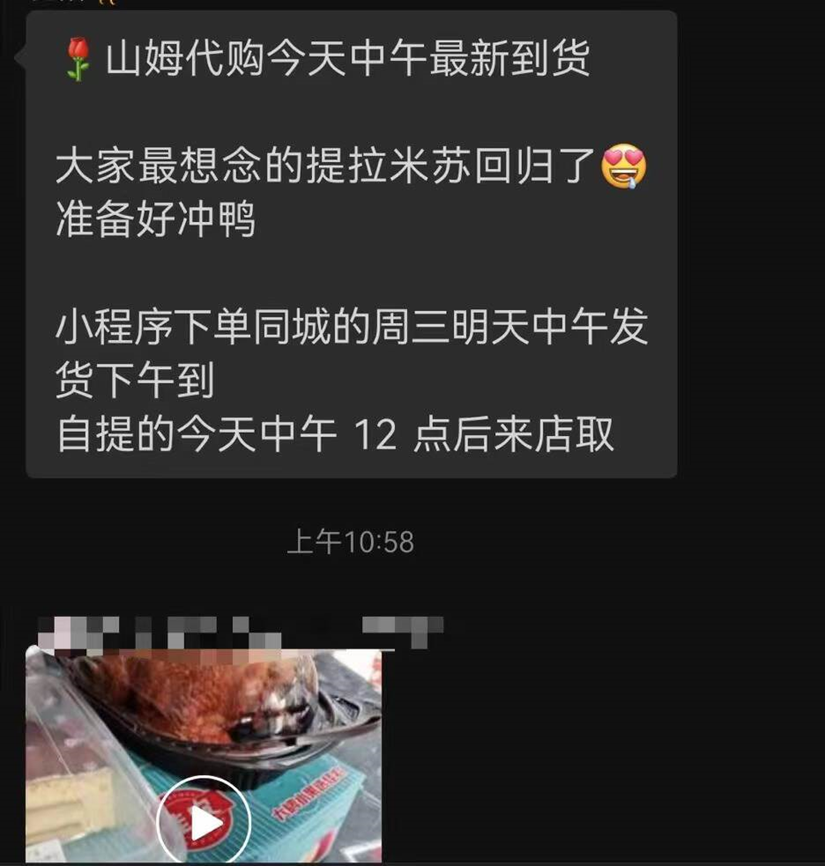 🌹山姆代购今天中午最新到货
大家最想念的提拉米苏回归了🤤
准备好冲鸭
小程序下单同城的周三明天中午发
货下午到
自提的今天中午 12 点后来店取
上午10:58